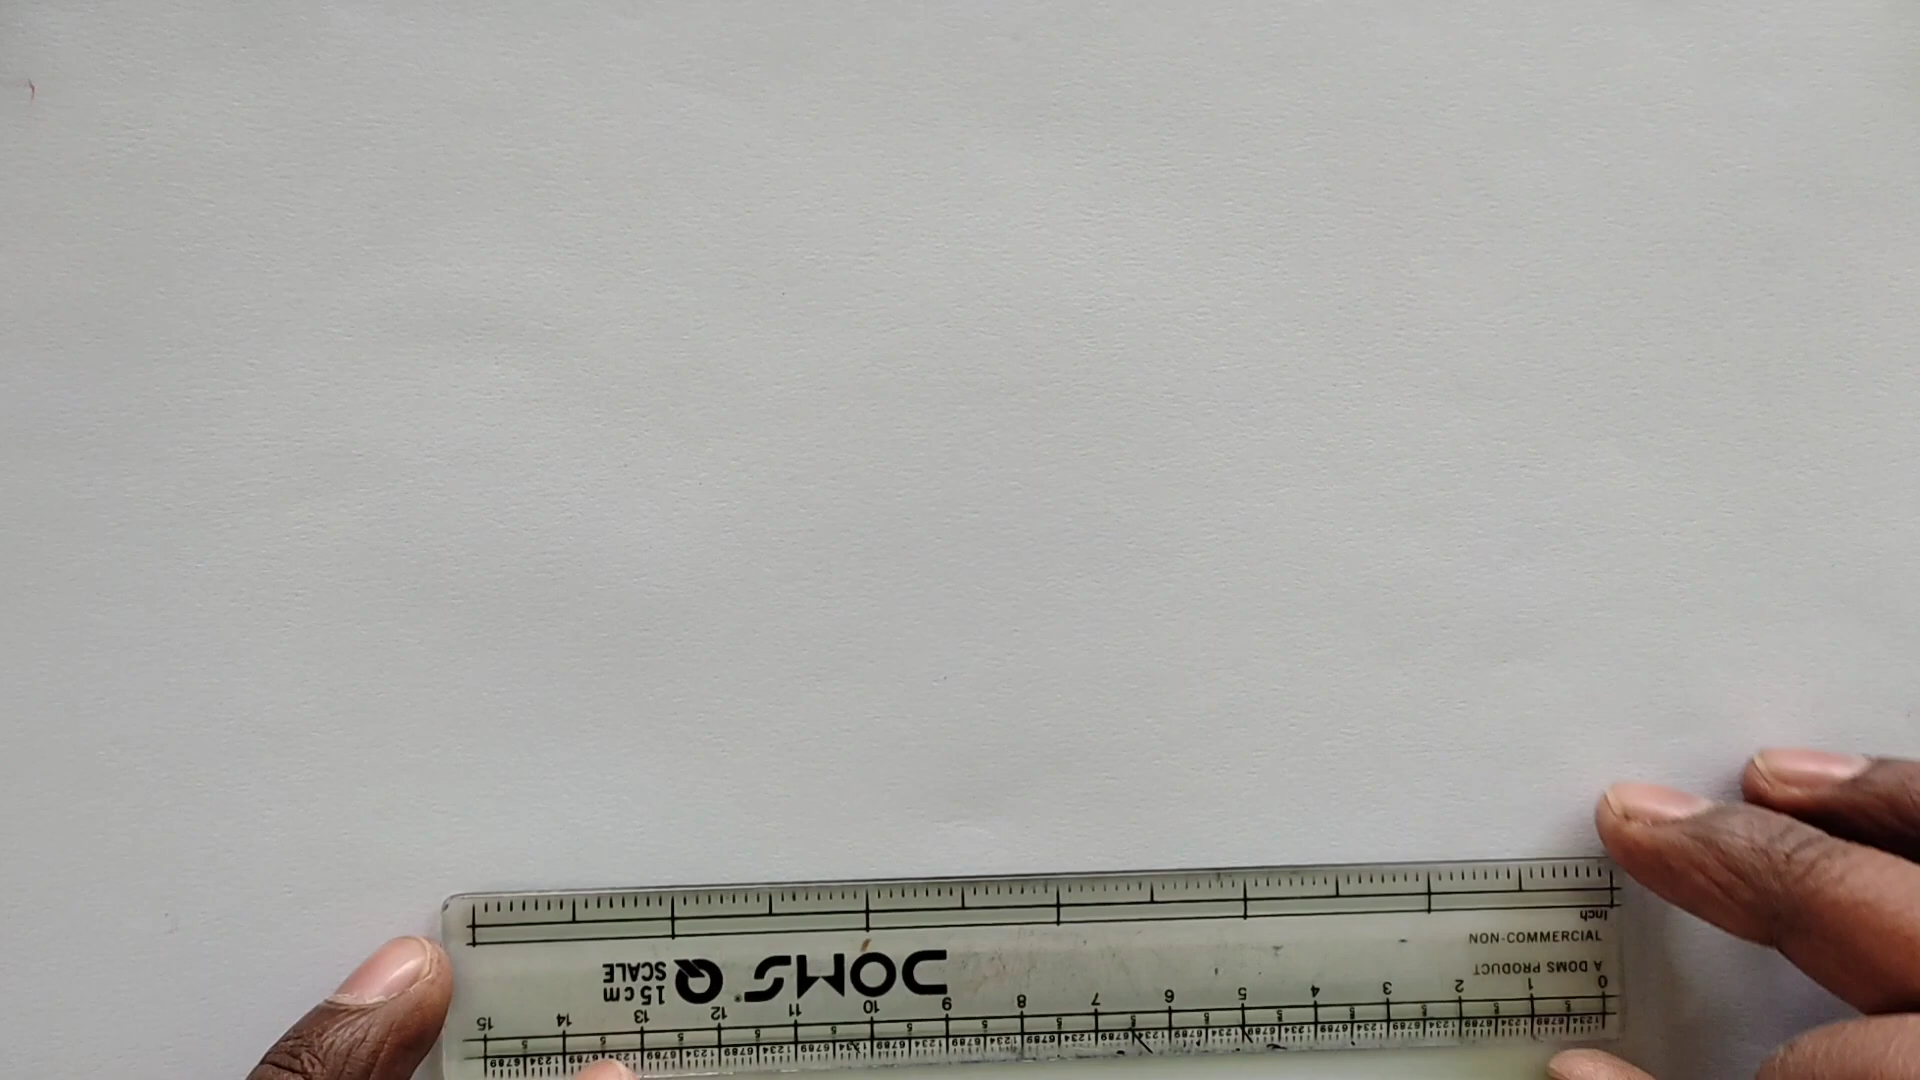 Inch
NON-COMMERCIAL
A DOMS PRODUCT
DOMS Q
15 cm
SCALE
0 1 2 3 4 5 6 7 8 9 10 11 12 13 14 15